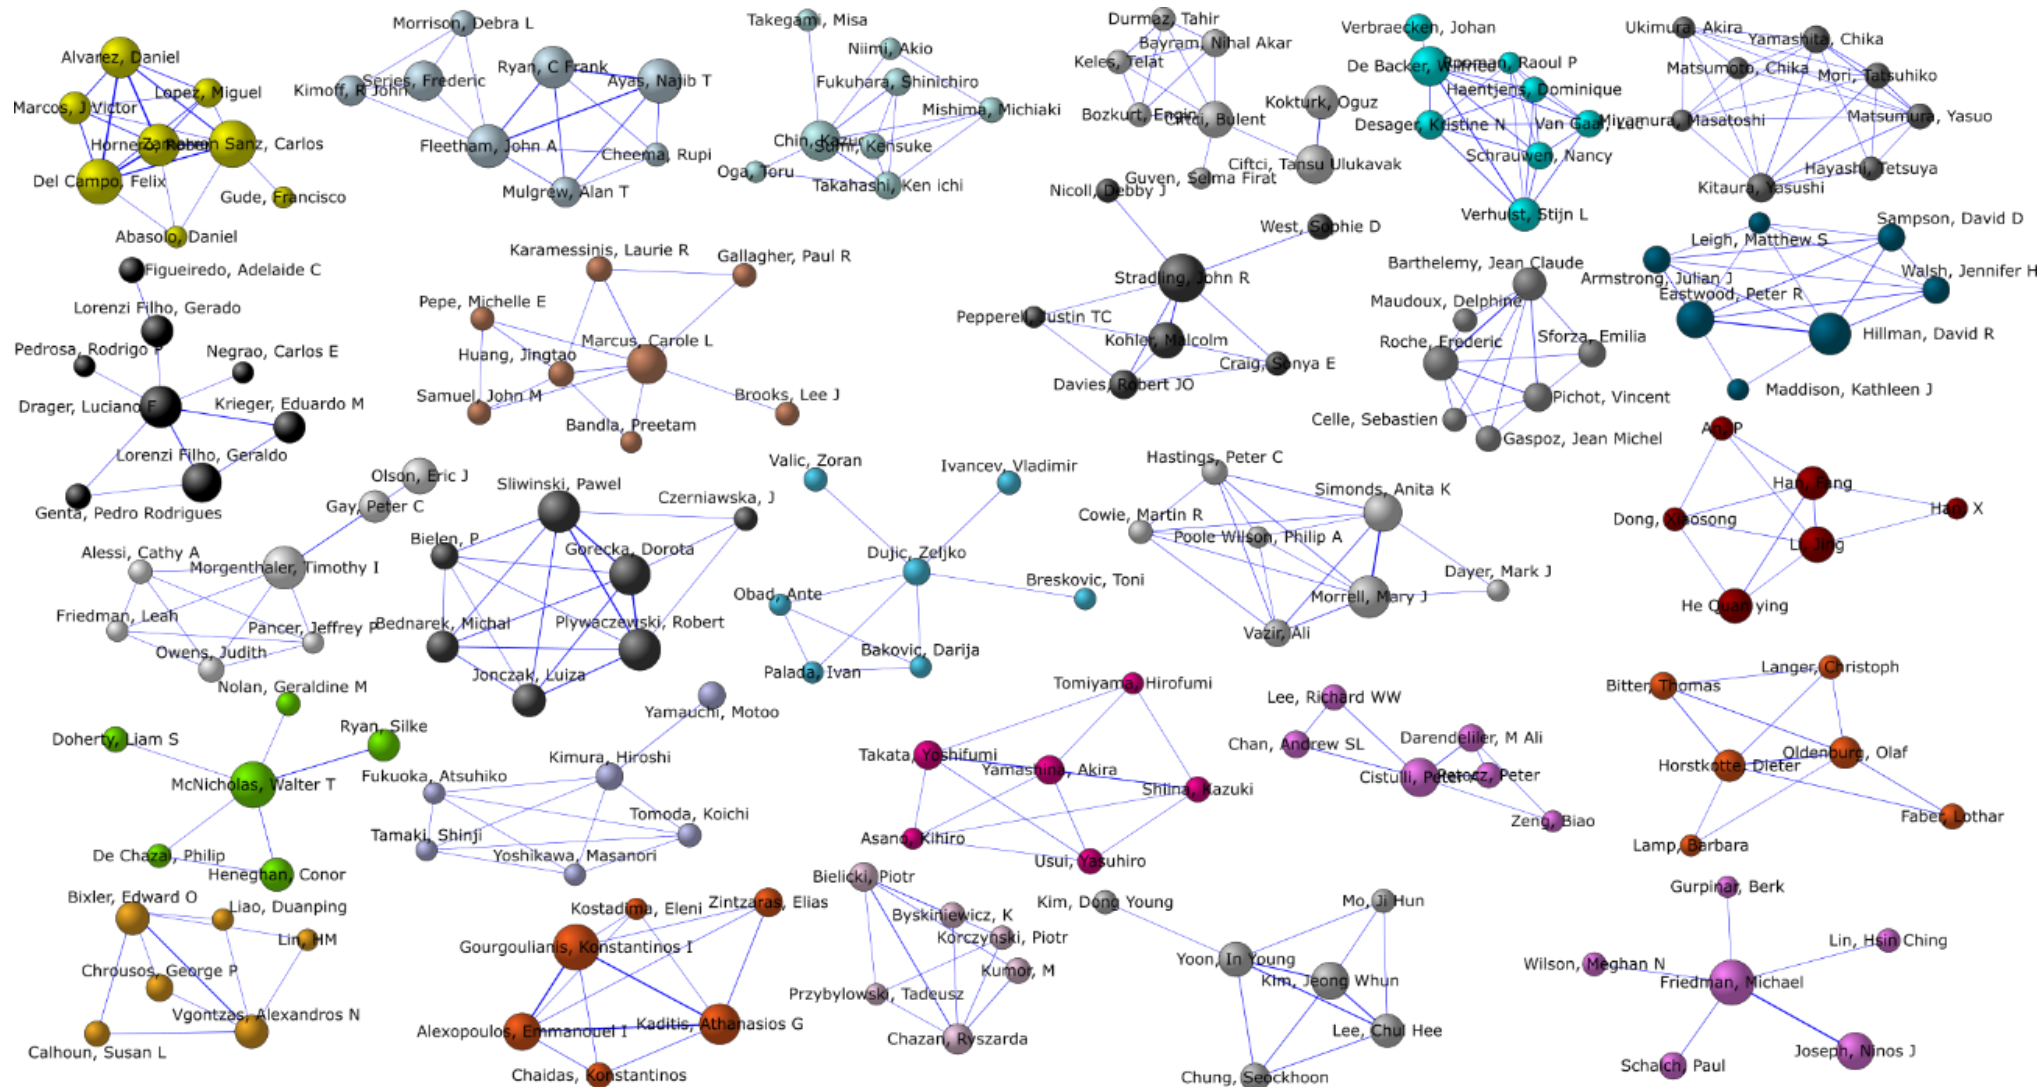 Alvarez, Daniel
Lopez, Miguel
Marcos, J Victor
Hornero, Roberto
Zamarron Sanz, Carlos
Del Campo, Felix
Gude, Francisco
Abasolo, Daniel
Morrison, Debra L
Ryan, C Frank
Ayas, Najib T
Series, Frederic
Kimoff, R John
Fleetham, John A
Cheema, Rupi
Mulgrew, Alan T
Takegami, Misa
Niimi, Akio
Fukuhara, Shinichiro
Mishima, Michiaki
Chin, Kazuo
Sumi, Kensuke
Oga, Toru
Takahashi, Ken ichi
Durmaz, Tahir
Bayram, Nihal Akar
Keles, Telat
Bozkurt, Engin
Ciftci, Bulent
Kokturk, Oguz
Ciftci, Tansu Ulukavak
Guven, Selma Firat
Verbraecken, Johan
De Backer, Wilfried
Rooman, Raoul P
Haentjens, Dominique
Desager, Kristine N
Van Gaal, Luc
Schrauwen, Nancy
Verhulst, Stijn L
Ukimura, Akira
Yamashita, Chika
Matsumoto, Chika
Mori, Tatsuhiko
Miyamura, Masatoshi
Matsumura, Yasuo
Hayashi, Tetsuya
Kitaura, Yasushi
Figueiredo, Adelaide C
Lorenzi Filho, Gerado
Pedrosa, Rodrigo P
Negrao, Carlos E
Drager, Luciano F
Krieger, Eduardo M
Lorenzi Filho, Geraldo
Genta, Pedro Rodrigues
Karamessinis, Laurie R
Gallagher, Paul R
Pepe, Michelle E
Marcus, Carole L
Huang, Jingtao
Samuel, John M
Brooks, Lee J
Bandla, Preetam
Nicoll, Debby J
West, Sophie D
Stradling, John R
Pepperell, Justin TC
Kohler, Malcolm
Craig, Sonya E
Davies, Robert JO
Barthelemy, Jean Claude
Maudoux, Delphine
Roche, Frederic
Sforza, Emilia
Pichot, Vincent
Celle, Sebastien
Gaspoz, Jean Michel
Sampson, David D
Leigh, Matthew S
Armstrong, Julian J
Walsh, Jennifer H
Eastwood, Peter R
Hillman, David R
Maddison, Kathleen J
Olson, Eric J
Gay, Peter C
Alessi, Cathy A
Morgenthaler, Timothy I
Friedman, Leah
Pancer, Jeffrey P
Owens, Judith
Sliwinski, Pawel
Czerniawska, J
Bielen, P
Gorecka, Dorota
Bednarek, Michal
Plywaczewski, Robert
Jonczak, Luiza
Valic, Zoran
Ivancev, Vladimir
Dujic, Zeljko
Breskovic, Toni
Obad, Ante
Bakovic, Darija
Palada, Ivan
Hastings, Peter C
Simonds, Anita K
Cowie, Martin R
Poole Wilson, Philip A
Dayer, Mark J
Morrell, Mary J
Vazir, Ali
An, P
Han, Fang
Dong, Xiaosong
Han, X
Li, Jing
He Quan ying
Nolan, Geraldine M
Ryan, Silke
Doherty, Liam S
McNicholas, Walter T
De Chazal, Philip
Heneghan, Conor
Yamauchi, Motoo
Kimura, Hiroshi
Fukuoka, Atsuhiko
Tomoda, Koichi
Tamaki, Shinji
Yoshikawa, Masanori
Tomiyama, Hirofumi
Takata, Yoshifumi
Yamashina, Akira
Shiina, Kazuki
Asano, Kihiro
Usui, Yasuhiro
Lee, Richard WW
Chan, Andrew SL
Darendeliler, M Ali
Cistulli, Peter A
Petocz, Peter
Zeng, Biao
Langer, Christoph
Bitter, Thomas
Oldenburg, Olaf
Horstkotte, Dieter
Faber, Lothar
Lamp, Barbara
Bixler, Edward O
Liao, Duanping
Lin, HM
Chrousos, George P
Vgontzas, Alexandros N
Calhoun, Susan L
Kostadima, Eleni
Zintzaras, Elias
Gourgoulianis, Konstantinos I
Alexopoulos, Emmanouel I
Kaditis, Athanasios G
Chaidas, Konstantinos
Bielicki, Piotr
Byskiniewicz, K
Korczynski, Piotr
Kumor, M
Przybylowski, Tadeusz
Chazan, Ryszarda
Kim, Dong Young
Mo, Ji Hun
Yoon, In Young
Kim, Jeong Whun
Lee, Chul Hee
Chung, Seockhoon
Gurpinar, Berk
Lin, Hsin Ching
Wilson, Meghan N
Friedman, Michael
Schalch, Paul
Joseph, Ninos J